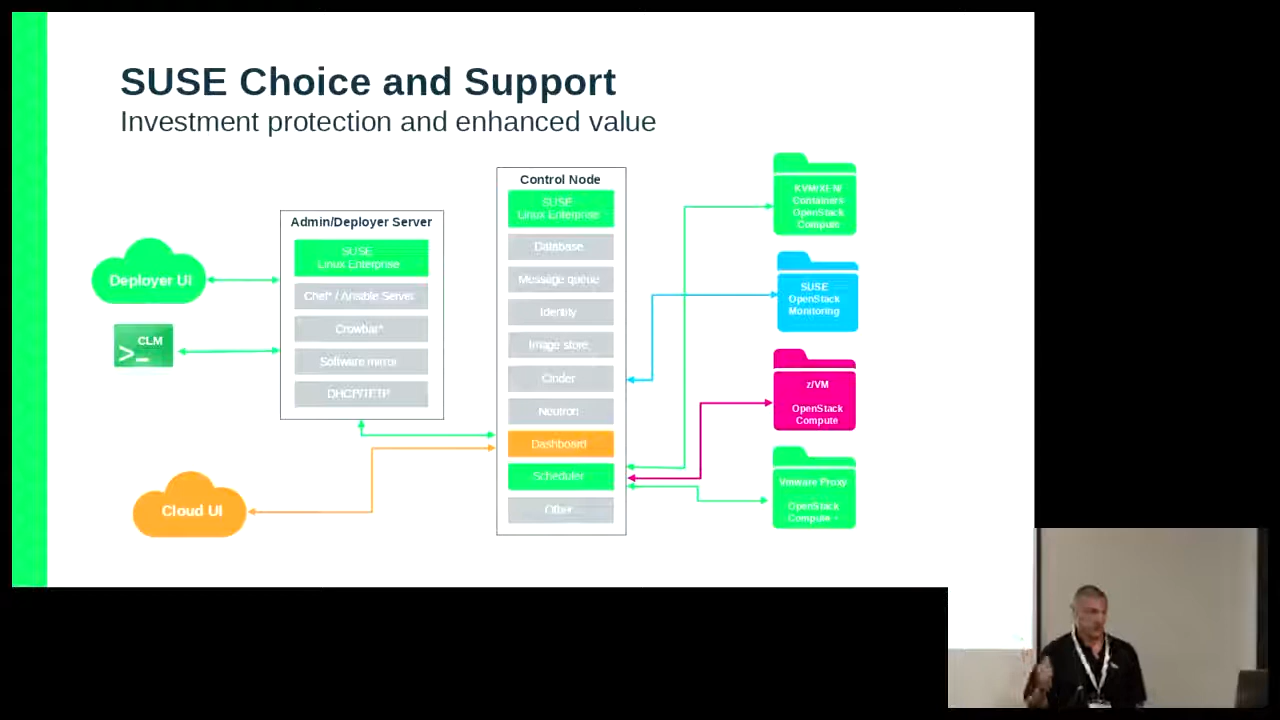 SUSE Choice and Support
Investment protection and enhanced value
Deployer UI
CLM
>_
Cloud UI
Admin/Deployer Server
SUSE
Linux Enterprise
Chef* / Ansible Server
Crowbar*
Software mirror
DHCP/TFTP
Control Node
SUSE
Linux Enterprise
Database
Message queue
Identity
Image store
Cinder
Neutron
Dashboard
Scheduler
Other
KVM/XEN/
Containers
OpenStack
Compute
SUSE
OpenStack
Monitoring
z/VM
OpenStack
Compute
Vmware Proxy
OpenStack
Compute -